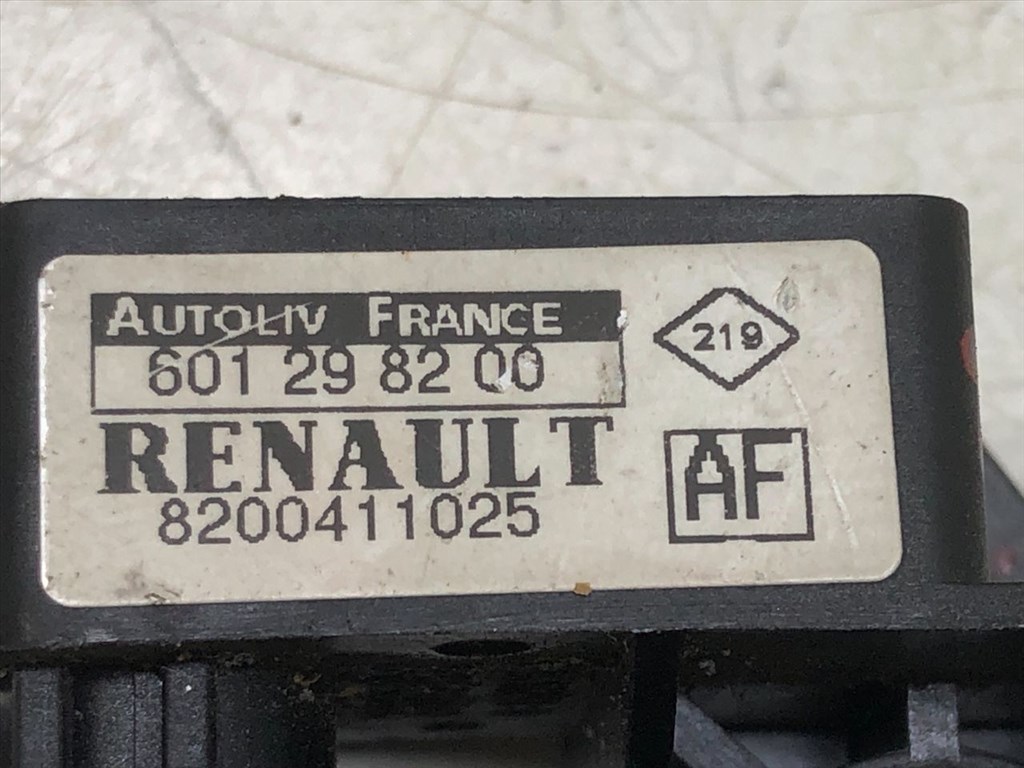 AUTOLIV FRANCE
601 29 82 00
RENAULT
8200411025
219
AF